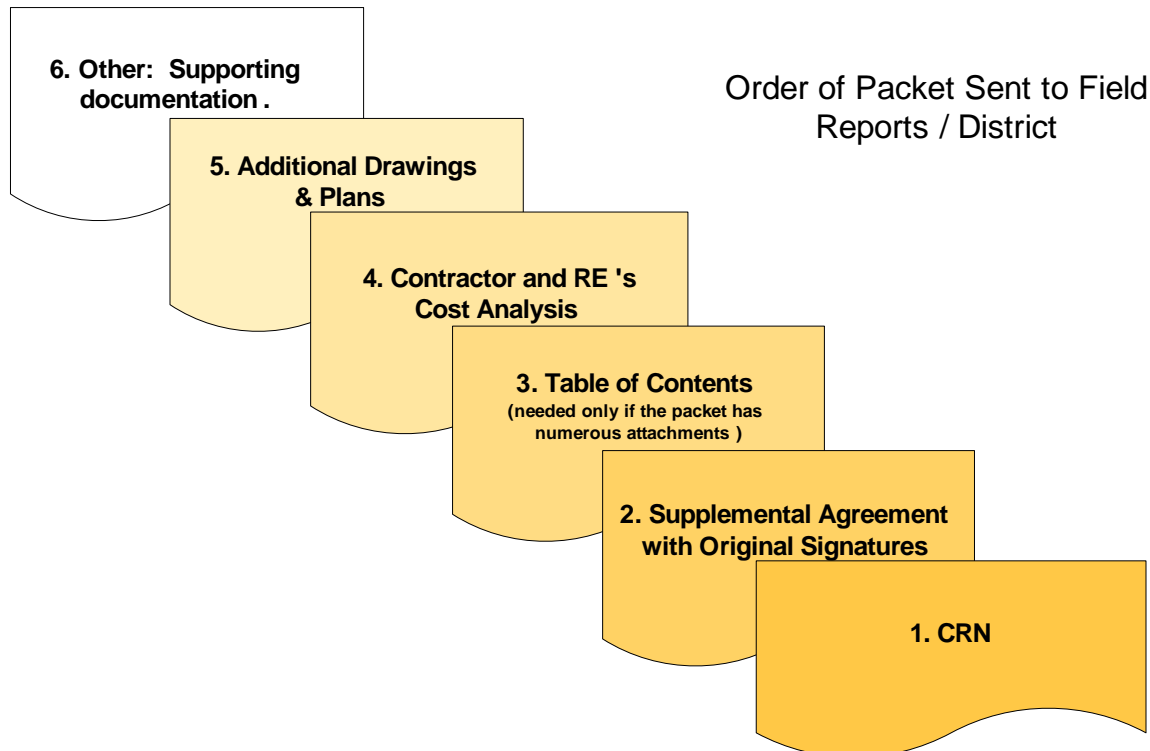 Order of Packet Sent to Field
Reports / District
6. Other:  Supporting
documentation .
5. Additional Drawings
& Plans
4. Contractor and RE 's
Cost Analysis
3. Table of Contents
(needed only if the packet has
numerous attachments )
2. Supplemental Agreement
with Original Signatures
1. CRN